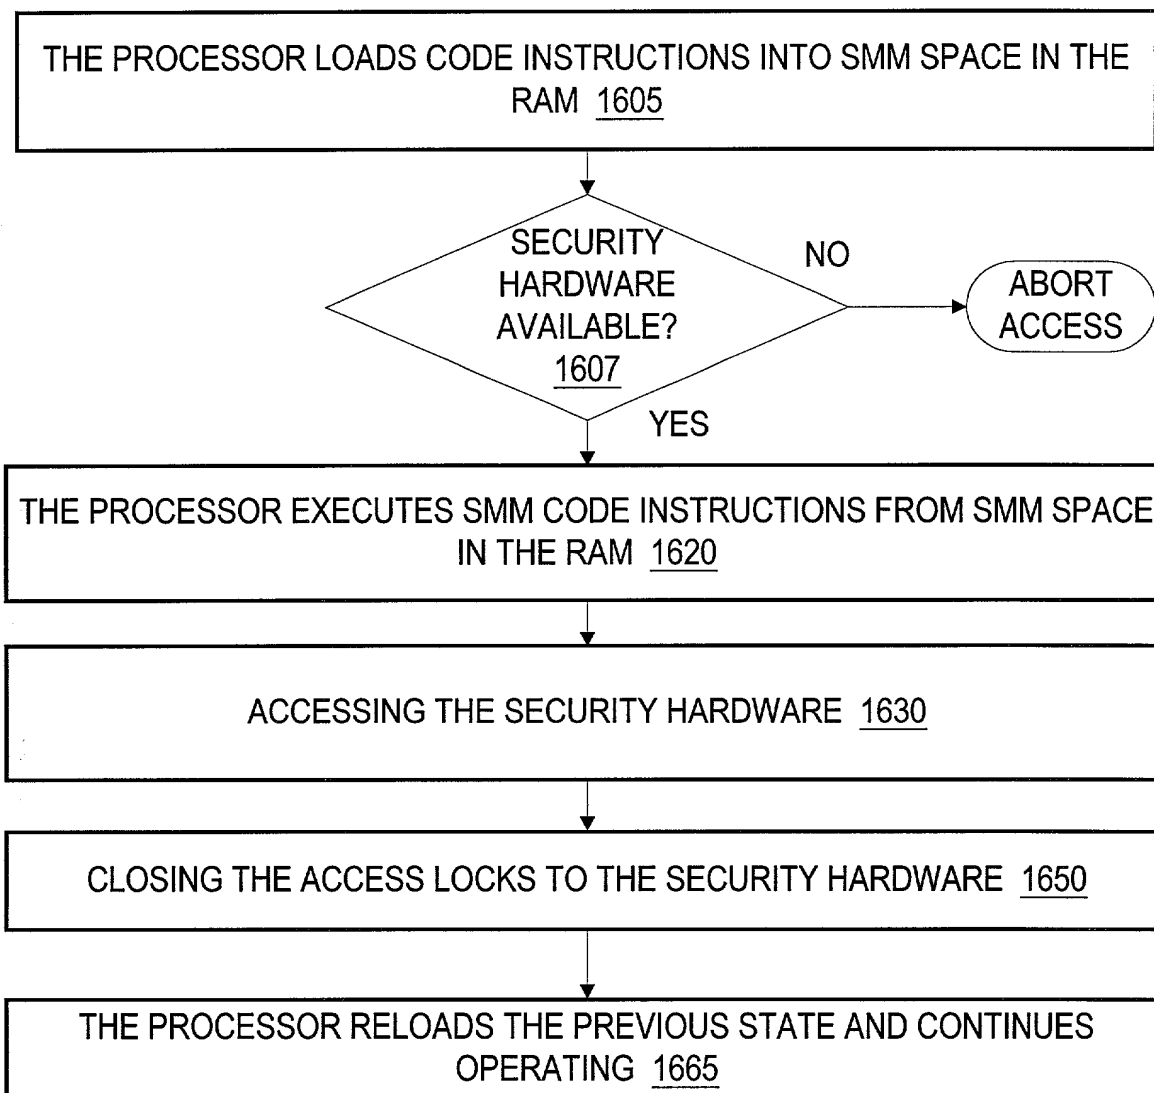 THE PROCESSOR LOADS CODE INSTRUCTIONS INTO SMM SPACE IN THE
RAM 1605
SECURITY
HARDWARE
AVAILABLE?
1607
NO
ABORT
ACCESS
YES
THE PROCESSOR EXECUTES SMM CODE INSTRUCTIONS FROM SMM SPACE
IN THE RAM 1620
ACCESSING THE SECURITY HARDWARE 1630
CLOSING THE ACCESS LOCKS TO THE SECURITY HARDWARE 1650
THE PROCESSOR RELOADS THE PREVIOUS STATE AND CONTINUES
OPERATING 1665